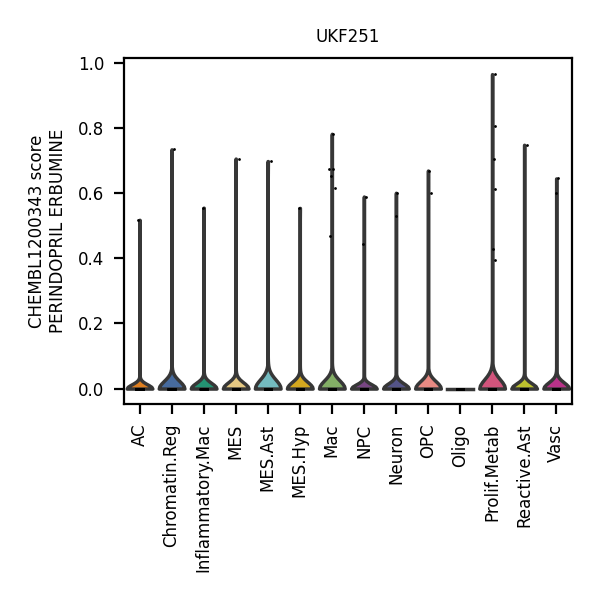 UKF251
CHEMBL1200343 score
PERINDOPRIL ERBUMINE
1.0
0.8
0.6
0.4
0.2
0.0
AC
Chromatin.Reg
Inflammatory.Mac
MES
MES.Ast
MES.Hyp
Mac
NPC
Neuron
OPC
Oligo
Prolif.Metab
Reactive.Ast
Vasc